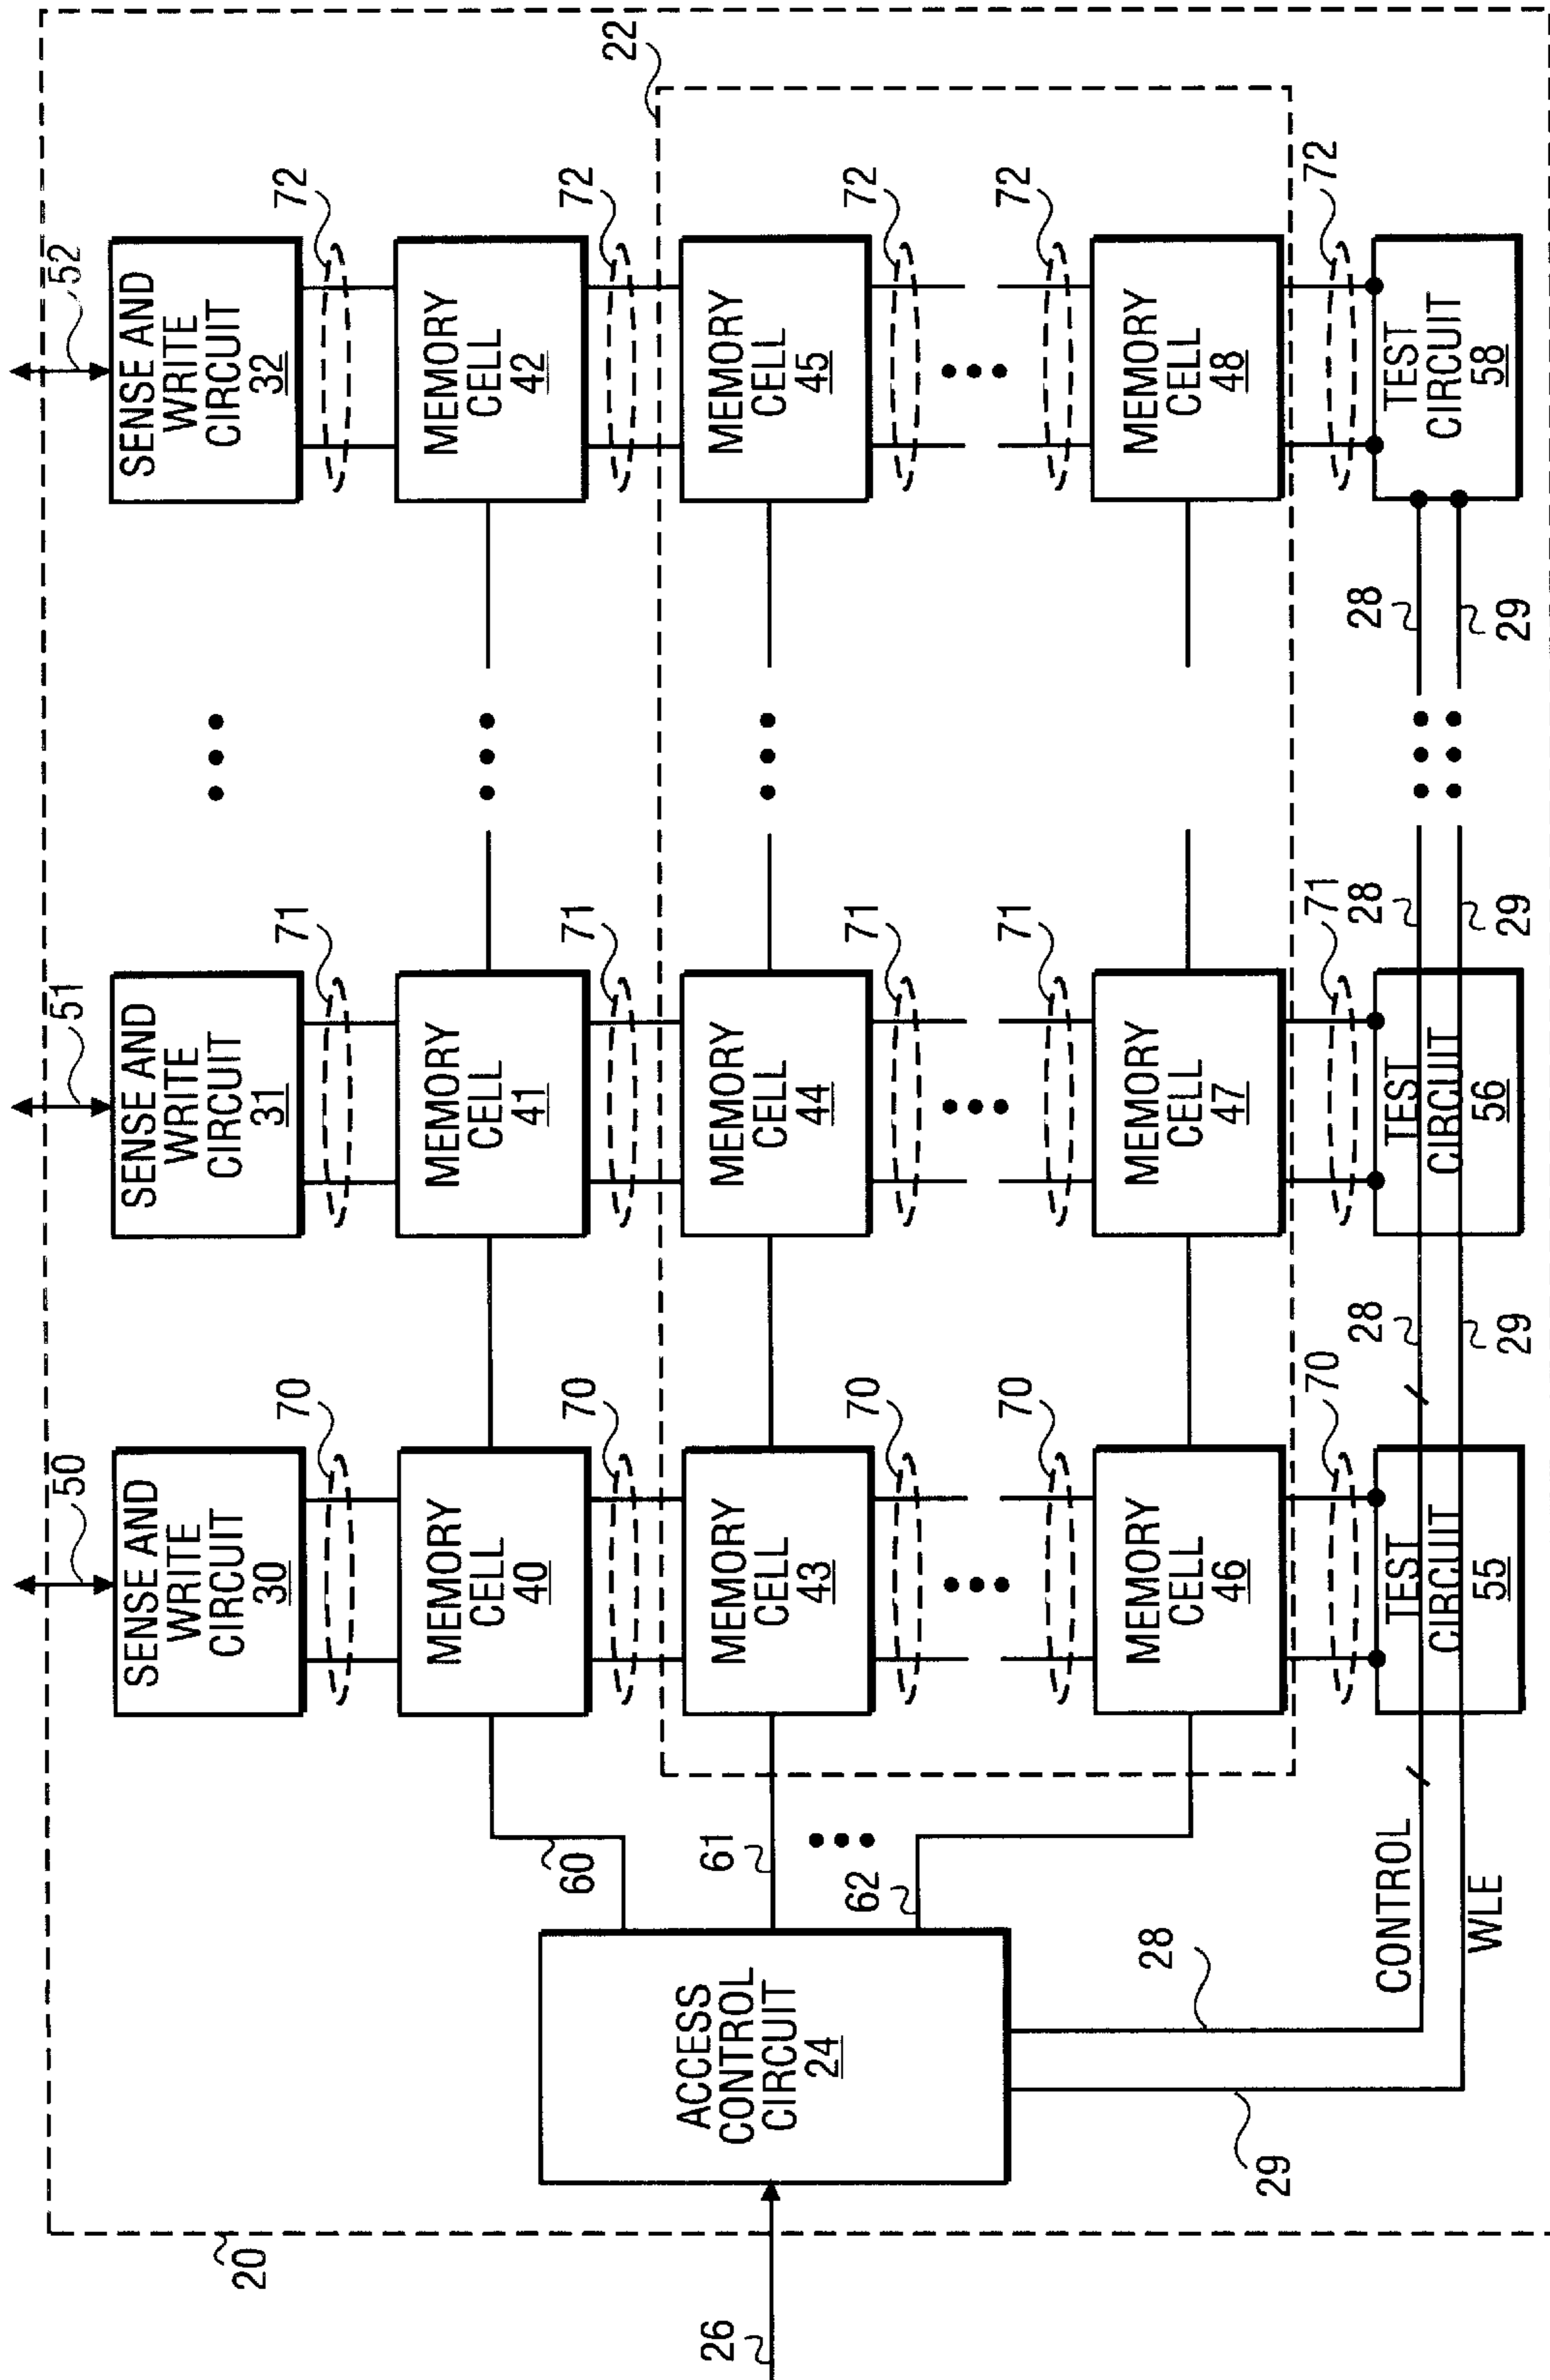 20
50
51
52
SENSE AND
WRITE
CIRCUIT
30
SENSE AND
WRITE
CIRCUIT
31
SENSE AND
WRITE
CIRCUIT
32
22
70
71
72
MEMORY
CELL
40
MEMORY
CELL
41
MEMORY
CELL
42
60
70
71
72
26
ACCESS
CONTROL
CIRCUIT
24
61
MEMORY
CELL
43
MEMORY
CELL
44
MEMORY
CELL
45
62
70
71
72
70
71
72
MEMORY
CELL
46
MEMORY
CELL
47
MEMORY
CELL
48
28
29
70
71
72
CONTROL
28
28
28
TEST
CIRCUIT
55
TEST
CIRCUIT
56
TEST
CIRCUIT
58
WLE
29
29
29